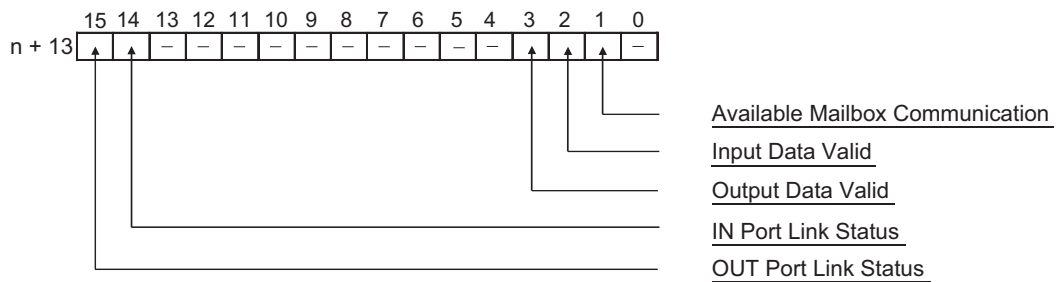 15 14 13 12 11 10 9 8 7 6 5 4 3 2 1 0
n + 13 – – – – – – – – – – –
Available Mailbox Communication
Input Data Valid
Output Data Valid
IN Port Link Status
OUT Port Link Status